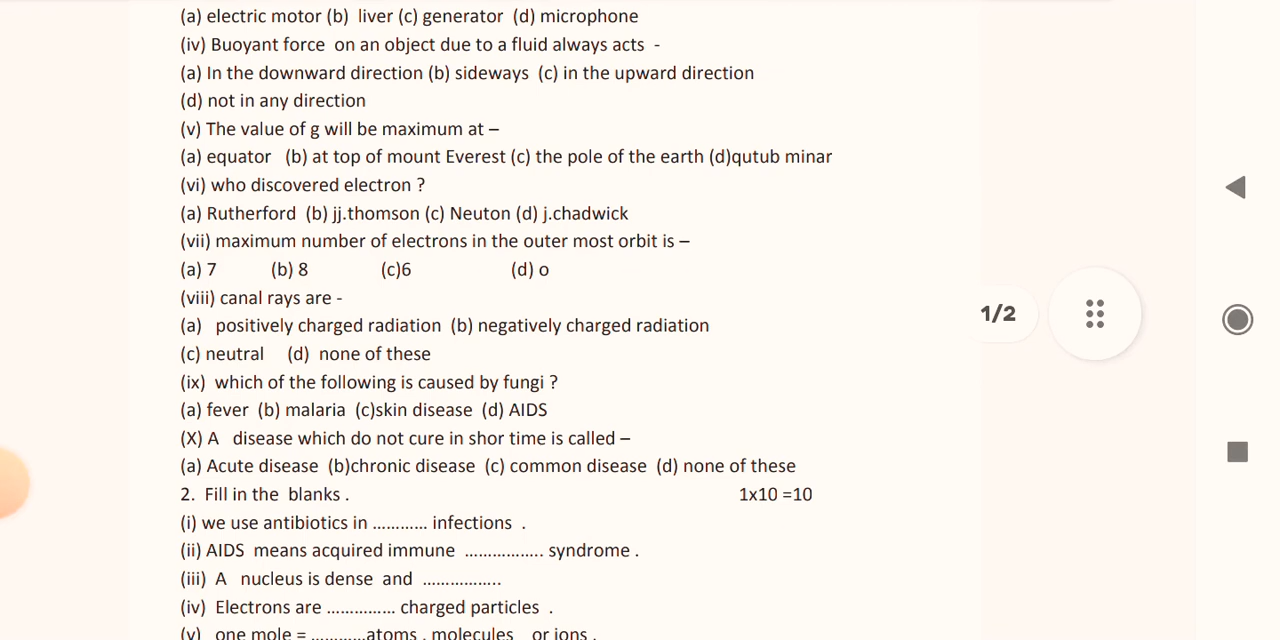 (a) electric motor (b) liver (c) generator (d) microphone
(iv) Buoyant force on an object due to a fluid always acts -
(a) In the downward direction (b) sideways (c) in the upward direction
(d) not in any direction
(v) The value of g will be maximum at –
(a) equator (b) at top of mount Everest (c) the pole of the earth (d)qutub minar
(vi) who discovered electron ?
(a) Rutherford (b) jj.thomson (c) Neuton (d) j.chadwick
(vii) maximum number of electrons in the outer most orbit is –
(a) 7 (b) 8 (c)6 (d) o
(viii) canal rays are -
(a) positively charged radiation (b) negatively charged radiation
(c) neutral (d) none of these
1/2
(ix) which of the following is caused by fungi ?
(a) fever (b) malaria (c)skin disease (d) AIDS
(X) A disease which do not cure in shor time is called –
(a) Acute disease (b)chronic disease (c) common disease (d) none of these
2. Fill in the blanks . 1x10 =10
(i) we use antibiotics in ............ infections .
(ii) AIDS means acquired immune ................. syndrome .
(iii) A nucleus is dense and .................
(iv) Electrons are ............... charged particles .
(v) one mole = ............atoms , molecules or ions .